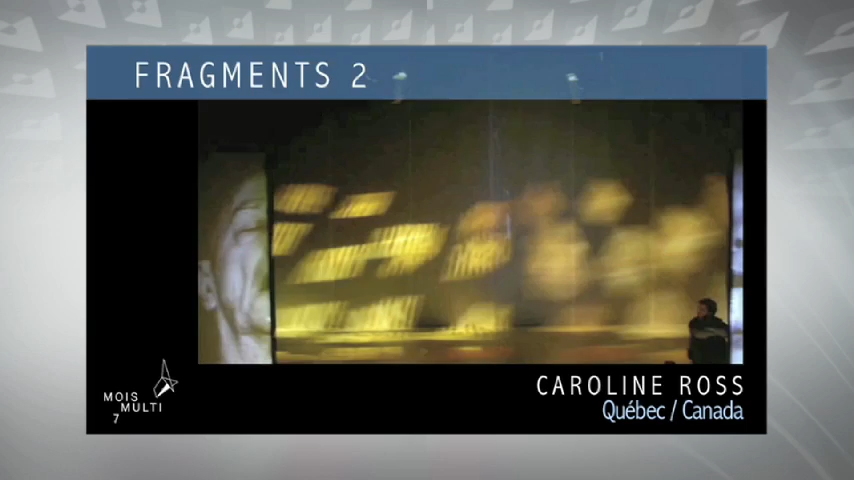 FRAGMENTS 2
MOIS
MULTI
7
CAROLINE ROSS
Québec / Canada